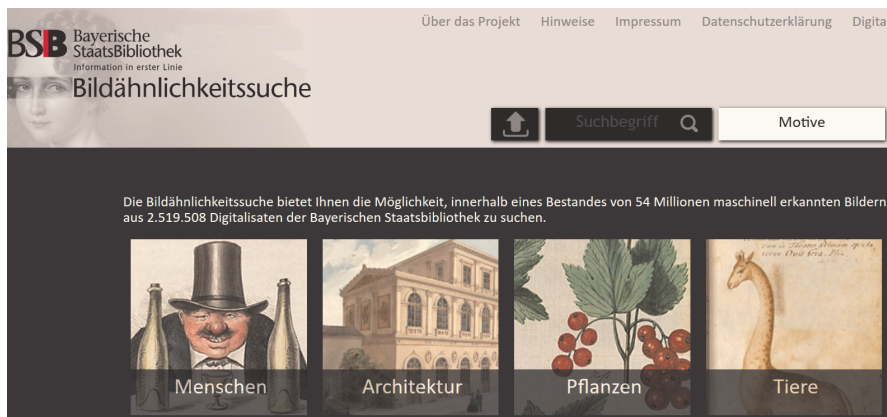 Über das Projekt Hinweise Impressum Datenschutzerklärung Digita
BSB Bayerische
StaatsBibliothek
Information in erster Linie
Bildähnlichkeitssuche
Suchbegriff Motive
Die Bildähnlichkeitssuche bietet Ihnen die Möglichkeit, innerhalb eines Bestandes von 54 Millionen maschinell erkannten Bildern
aus 2.519.508 Digitalisaten der Bayerischen Staatsbibliothek zu suchen.
Menschen Architektur Pflanzen Tiere